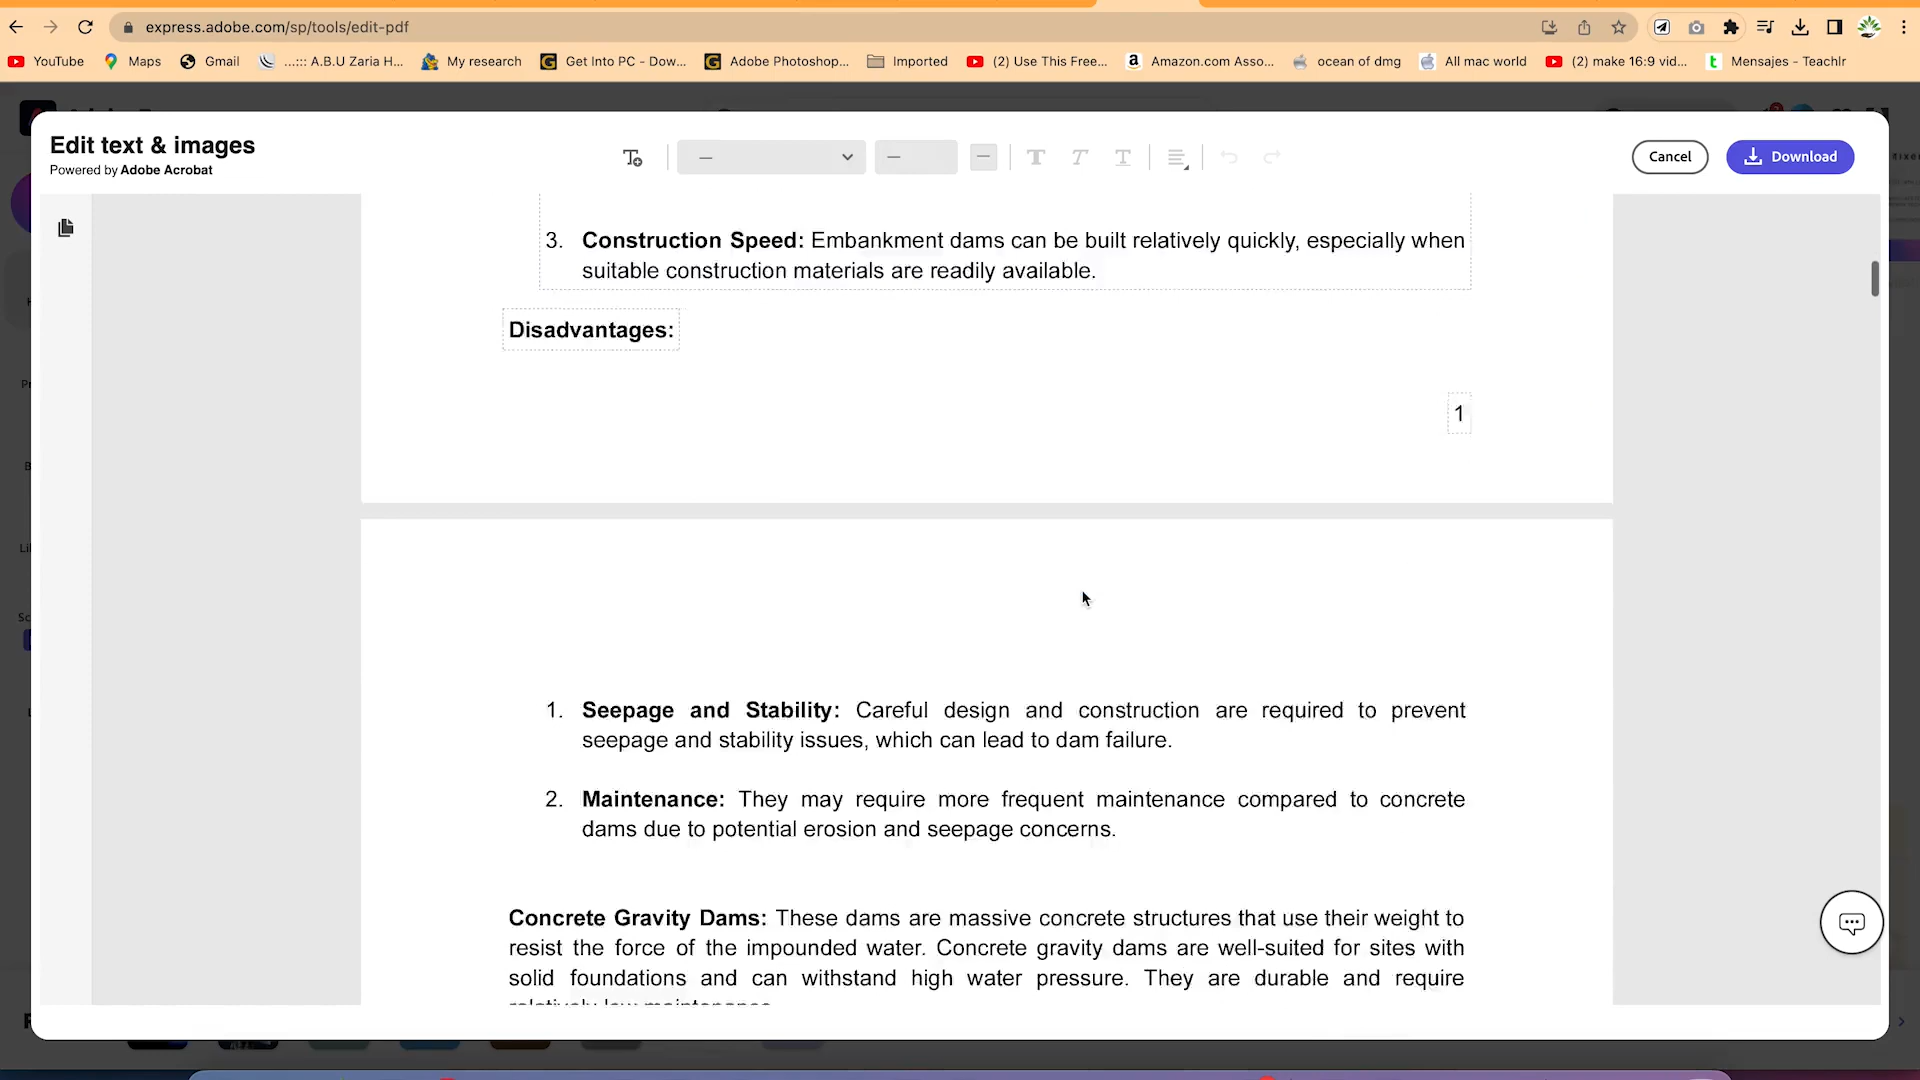 express.adobe.com/sp/tools/edit-pdf
YouTube
Maps
Gmail
...::: A.B.U Zaria H...
My research
Get Into PC - Dow...
Adobe Photoshop...
Imported
(2) Use This Free...
Amazon.com Asso...
ocean of dmg
All mac world
(2) make 16:9 vid...
Mensajes - Teachlr
Edit text & images
Powered by Adobe Acrobat
Cancel
Download
3. Construction Speed: Embankment dams can be built relatively quickly, especially when
suitable construction materials are readily available.
Disadvantages:
1
1. Seepage and Stability: Careful design and construction are required to prevent
seepage and stability issues, which can lead to dam failure.
2. Maintenance: They may require more frequent maintenance compared to concrete
dams due to potential erosion and seepage concerns.
Concrete Gravity Dams: These dams are massive concrete structures that use their weight to
resist the force of the impounded water. Concrete gravity dams are well-suited for sites with
solid foundations and can withstand high water pressure. They are durable and require
relatively low maintenance.